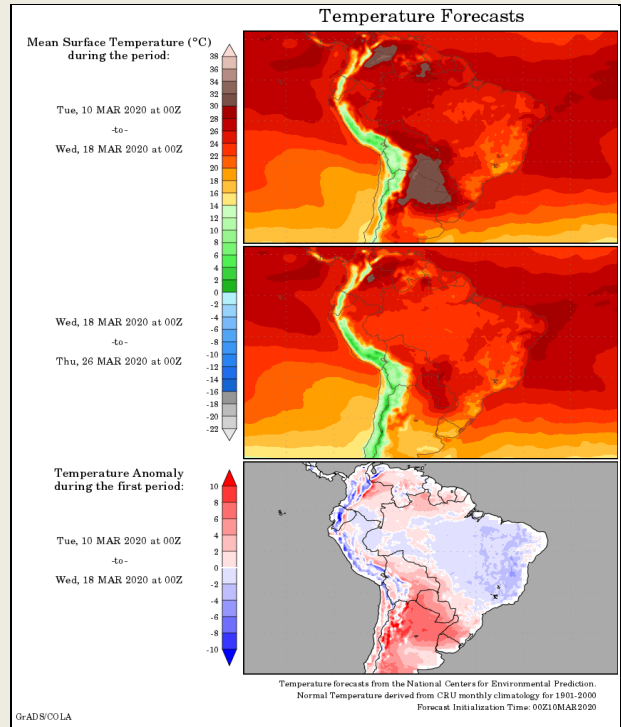 Temperature Forecasts
Mean Surface Temperature (°C)
during the period:
Tue, 10 MAR 2020 at 00Z
-to-
Wed, 18 MAR 2020 at 00Z
38
36
34
32
30
28
26
24
22
20
18
16
14
12
10
8
6
4
2
0
-2
-4
-6
-8
-10
-12
-14
-16
-18
-20
-22
Wed, 18 MAR 2020 at 00Z
-to-
Thu, 26 MAR 2020 at 00Z
Temperature Anomaly
during the first period:
Tue, 10 MAR 2020 at 00Z
-to-
Wed, 18 MAR 2020 at 00Z
10
8
6
4
2
0
-2
-4
-6
-8
-10
Temperature forecasts from the National Centers for Environmental Prediction.
Normal Temperature derived from CRU monthly climatology for 1901-2000
Forecast Initialization Time: 00Z10MAR2020
GrADS/COLA